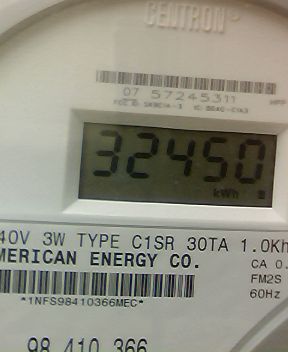 CENTRON®
07 57245311
32450
kWh
40V 3W TYPE C1SR 30TA 1.0Kh
MERICAN ENERGY CO.
CA 0.
FM2S
60Hz
*1NFS98410366MEC*
98 410 366